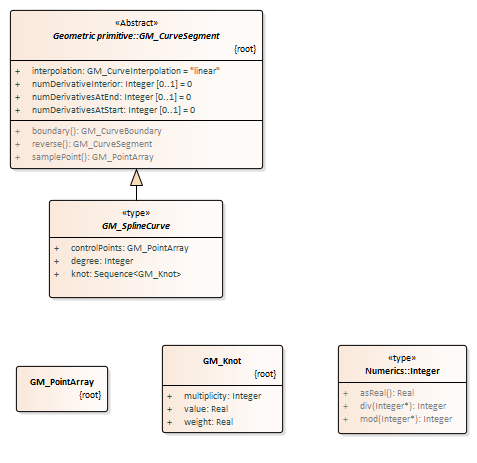 «Abstract»
Geometric primitive::GM_CurveSegment
{root}
+ interpolation: GM_CurveInterpolation = "linear"
+ numDerivativeInterior: Integer [0..1] = 0
+ numDerivativesAtEnd: Integer [0..1] = 0
+ numDerivativesAtStart: Integer [0..1] = 0
+ boundary(): GM_CurveBoundary
+ reverse(): GM_CurveSegment
+ samplePoint(): GM_PointArray
«type»
GM_SplineCurve
+ controlPoints: GM_PointArray
+ degree: Integer
+ knot: Sequence<GM_Knot>
GM_PointArray
{root}
GM_Knot
{root}
+ multiplicity: Integer
+ value: Real
+ weight: Real
«type»
Numerics::Integer
+ asReal(): Real
+ div(Integer*): Integer
+ mod(Integer*): Integer